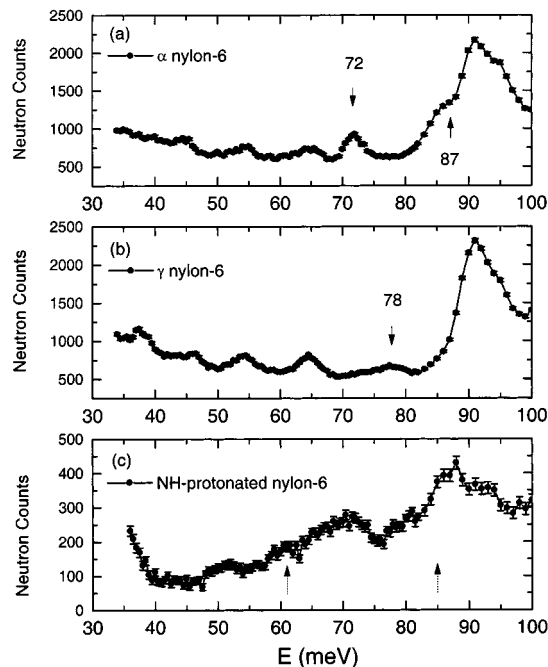 (a)
α nylon-6
72
87
Neutron Counts
2500
2000
1500
1000
500
30 40 50 60 70 80 90 100
(b)
γ nylon-6
78
Neutron Counts
2500
2000
1500
1000
500
30 40 50 60 70 80 90 100
(c)
NH-protonated nylon-6
Neutron Counts
500
400
300
200
100
0
30 40 50 60 70 80 90 100
E (meV)